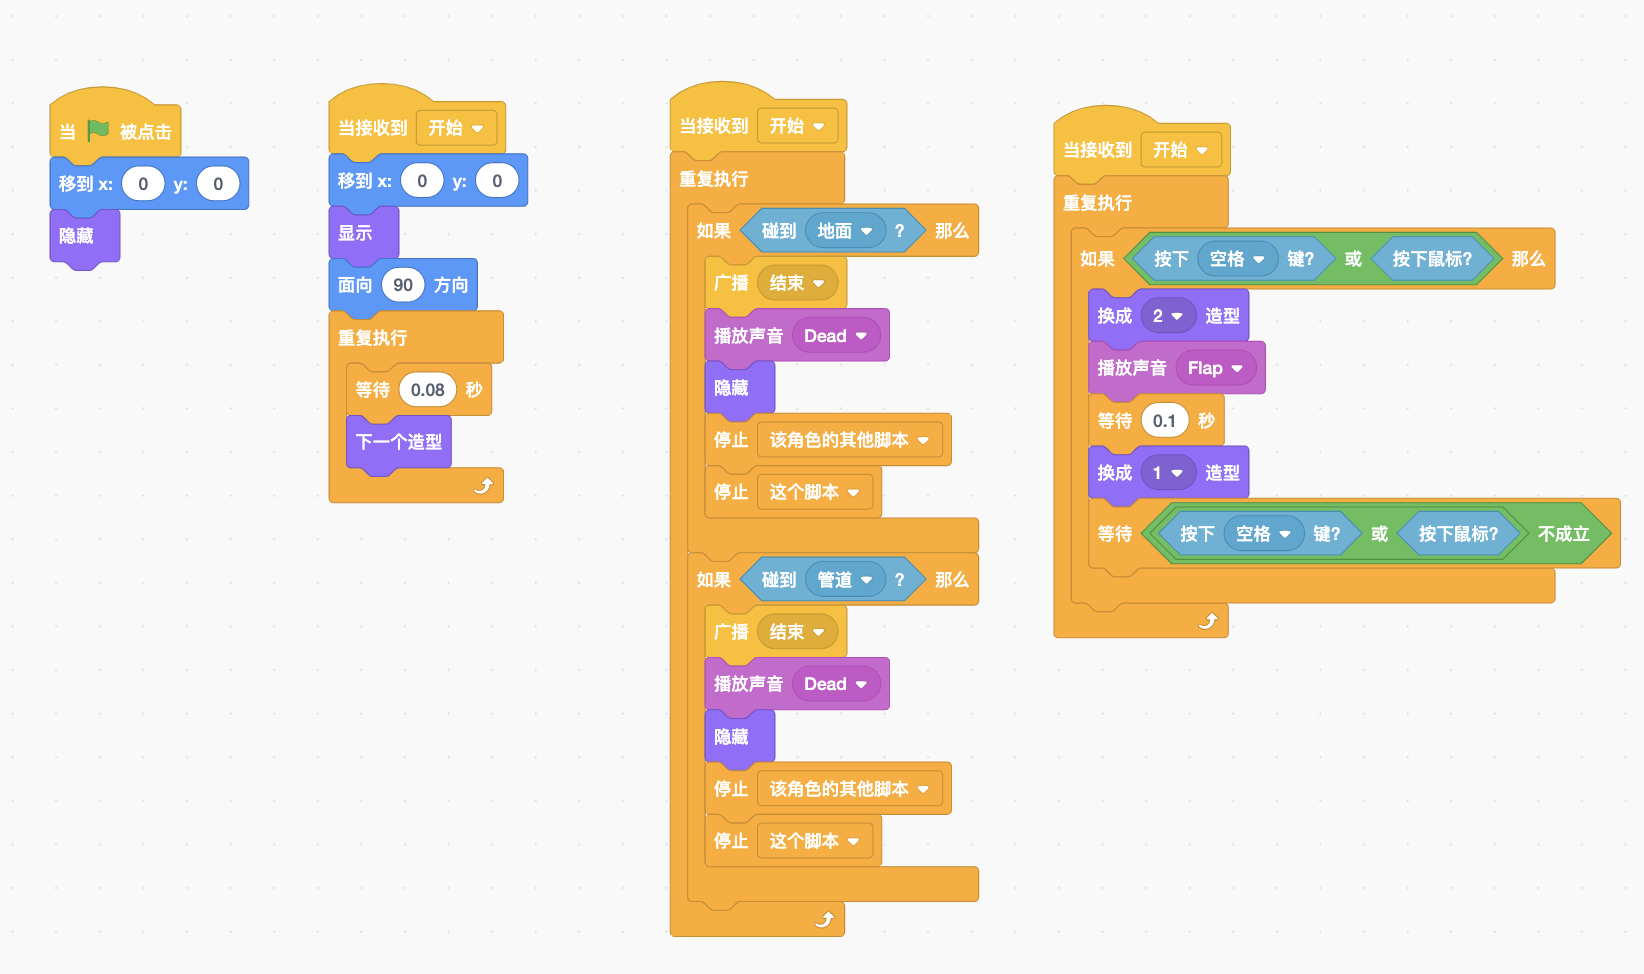 当 被点击
移到 x: 0 y: 0
隐藏
当接收到 开始
移到 x: 0 y: 0
显示
面向 90 方向
重复执行
等待 0.08 秒
下一个造型
当接收到 开始
重复执行
如果 碰到 地面 ? 那么
广播 结束
播放声音 Dead
隐藏
停止 该角色的其他脚本
停止 这个脚本
如果 碰到 管道 ? 那么
广播 结束
播放声音 Dead
隐藏
停止 该角色的其他脚本
停止 这个脚本
当接收到 开始
重复执行
如果 按下 空格 键? 或 按下鼠标? 那么
换成 2 造型
播放声音 Flap
等待 0.1 秒
换成 1 造型
等待 按下 空格 键? 或 按下鼠标? 不成立